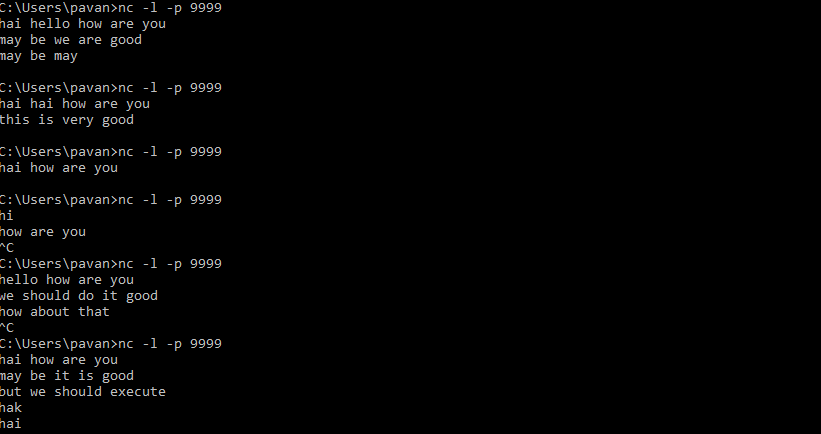 C:\Users\pavan>nc -l -p 9999
hai hello how are you
may be we are good
may be may
C:\Users\pavan>nc -l -p 9999
hai hai how are you
this is very good
C:\Users\pavan>nc -l -p 9999
hai how are you
C:\Users\pavan>nc -l -p 9999
hi
how are you
^C
C:\Users\pavan>nc -l -p 9999
hello how are you
we should do it good
how about that
^C
C:\Users\pavan>nc -l -p 9999
hai how are you
may be it is good
but we should execute
hak
hai